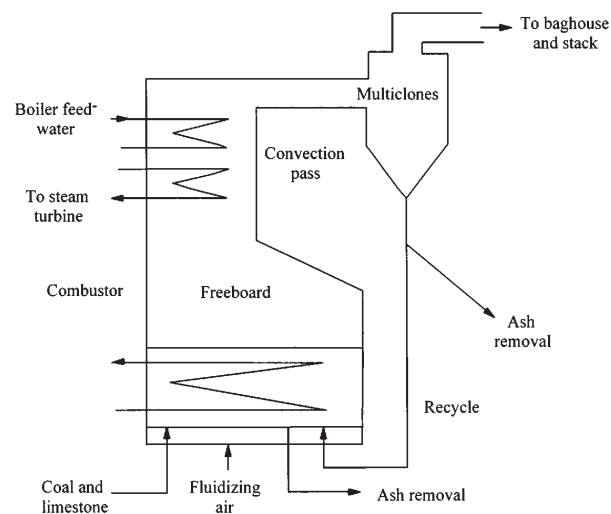 To baghouse
and stack
Multiclones
Boiler feed-
water
Convection
pass
To steam
turbine
Combustor
Freeboard
Ash
removal
Recycle
Coal and
limestone
Fluidizing
air
Ash removal